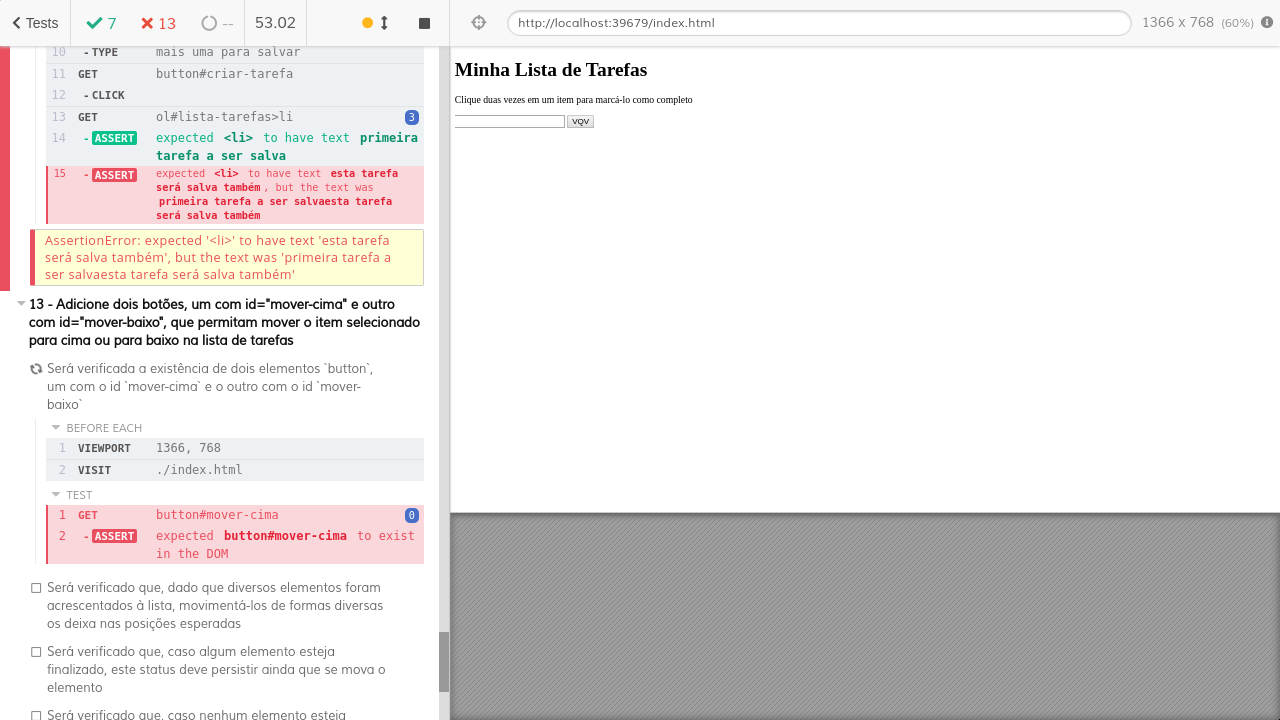 Tests 7 13 -- 53.02 http://localhost:39679/index.html 1366 x 768 (60%)
10 - TYPE mais uma para salvar
11 GET button#criar-tarefa
12 - CLICK
13 GET ol#lista-tarefas>li 3
14 - ASSERT expected <li> to have text primeira
tarefa a ser salva
15 - ASSERT expected <li> to have text esta tarefa
será salva também, but the text was
primeira tarefa a ser salvaesta tarefa
será salva também
AssertionError: expected '<li>' to have text 'esta tarefa
será salva também', but the text was 'primeira tarefa a
ser salvaesta tarefa será salva também'
13 - Adicione dois botões, um com id="mover-cima" e outro
com id="mover-baixo", que permitam mover o item selecionado
para cima ou para baixo na lista de tarefas
Será verificada a existência de dois elementos `button`,
um com o id `mover-cima` e o outro com o id `mover-
baixo`
BEFORE EACH
1 VIEWPORT 1366, 768
2 VISIT ./index.html
TEST
1 GET button#mover-cima 0
2 - ASSERT expected button#mover-cima to exist
in the DOM
Será verificado que, dado que diversos elementos foram
acrescentados à lista, movimentá-los de formas diversas
os deixa nas posições esperadas
Será verificado que, caso algum elemento esteja
finalizado, este status deve persistir ainda que se mova o
elemento
Será verificado que, caso nenhum elemento esteja
Minha Lista de Tarefas
Clique duas vezes em um item para marcá-lo como completo
VQV